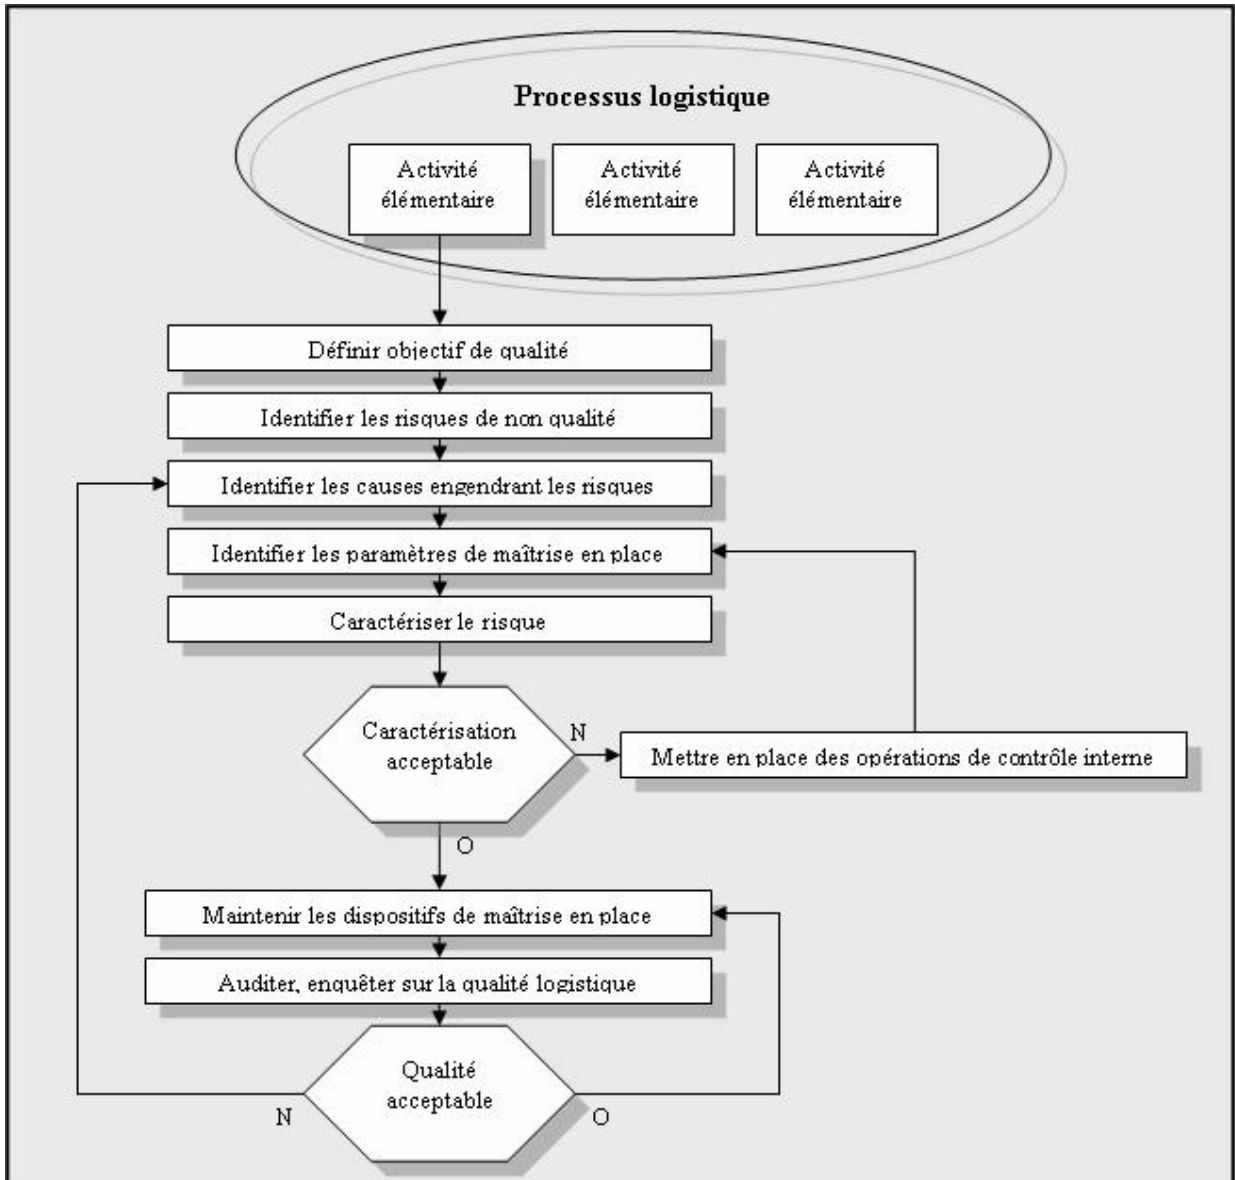 Processus logistique
Activité
élémentaire
Activité
élémentaire
Activité
élémentaire
Définir objectif de qualité
Identifier les risques de non qualité
Identifier les causes engendrant les risques
Identifier les paramètres de maîtrise en place
Caractériser le risque
Caractérisation
acceptable
N
Mettre en place des opérations de contrôle interne
O
Maintenir les dispositifs de maîtrise en place
Auditer, enquêter sur la qualité logistique
Qualité
acceptable
N
O